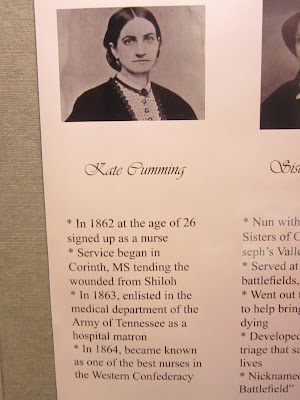 Kate Cumming
* In 1862 at the age of 26
signed up as a nurse
* Service began in
Corinth, MS tending the
wounded from Shiloh
* In 1863, enlisted in the
medical department of the
Army of Tennessee as a
hospital matron
* In 1864, became known
as one of the best nurses in
the Western Confederacy
Sis
* Nun with
Sisters of C
seph's Valle
* Served at
battlefields,
* Went out t
to help bring
dying
* Developed
triage that sa
lives
* Nicknamed
Battlefield"